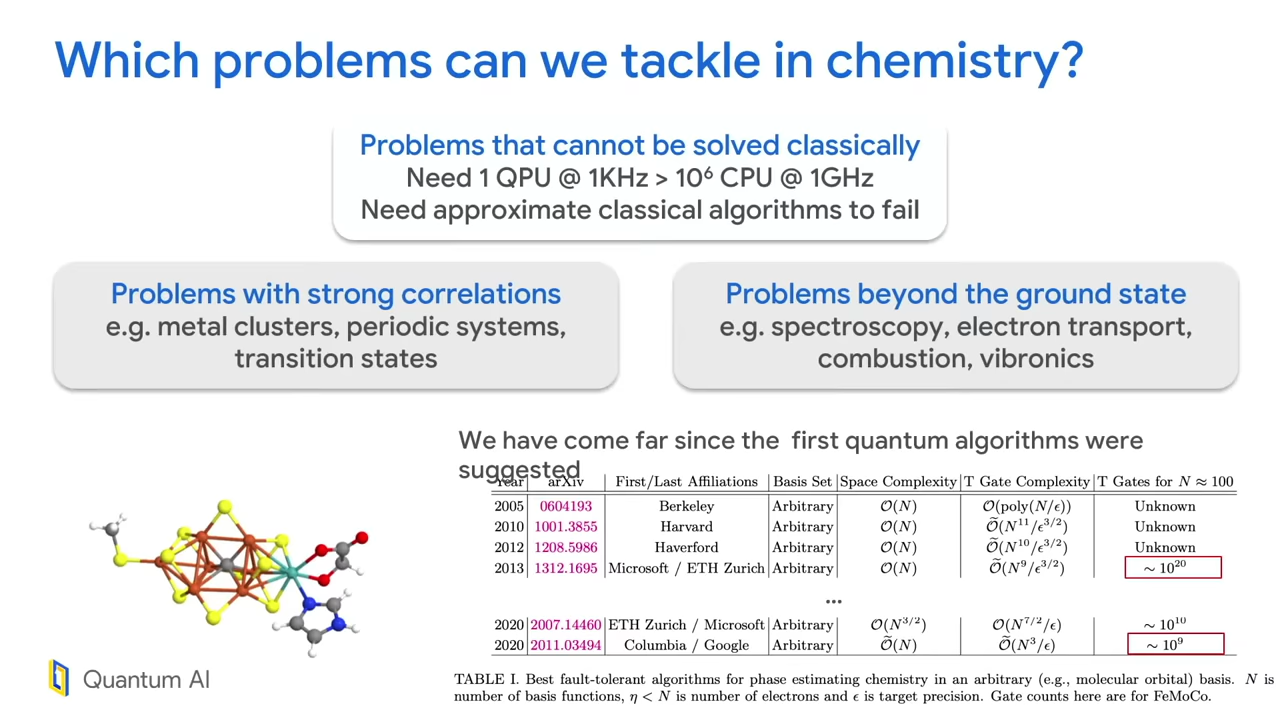 Which problems can we tackle in chemistry?
Problems that cannot be solved classically
Need 1 QPU @ 1KHz > 10⁶ CPU @ 1GHz
Need approximate classical algorithms to fail
Problems with strong correlations
e.g. metal clusters, periodic systems,
transition states
Problems beyond the ground state
e.g. spectroscopy, electron transport,
combustion, vibronics
We have come far since the first quantum algorithms were
suggested
Year | arXiv | First/Last Affiliations | Basis Set | Space Complexity | T Gate Complexity | T Gates for N ≈ 100
2005 | 0604193 | Berkeley | Arbitrary | O(N) | O(poly(N/ϵ)) | Unknown
2010 | 1001.3855 | Harvard | Arbitrary | O(N) | Õ(N¹¹/ϵ³ᐟ²) | Unknown
2012 | 1208.5986 | Haverford | Arbitrary | O(N) | Õ(N¹⁰/ϵ³ᐟ²) | Unknown
2013 | 1312.1695 | Microsoft / ETH Zurich | Arbitrary | O(N) | Õ(N⁹/ϵ³ᐟ²) | ~ 10²⁰
...
2020 | 2007.14460 | ETH Zurich / Microsoft | Arbitrary | O(N³ᐟ²) | Õ(N⁷ᐟ²/ϵ) | ~ 10¹⁰
2020 | 2011.03494 | Columbia / Google | Arbitrary | Õ(N) | Õ(N³/ϵ) | ~ 10⁹
TABLE I. Best fault-tolerant algorithms for phase estimating chemistry in an arbitrary (e.g., molecular orbital) basis. N is
number of basis functions, η < N is number of electrons and ϵ is target precision. Gate counts here are for FeMoCo.
Quantum AI